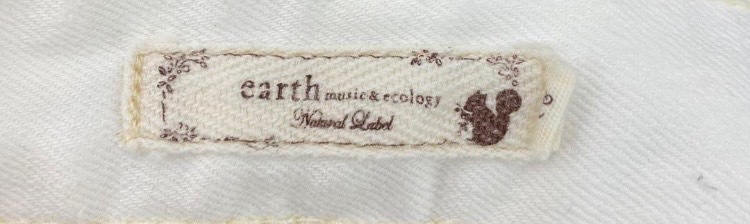 earth music & ecology
Natural Label